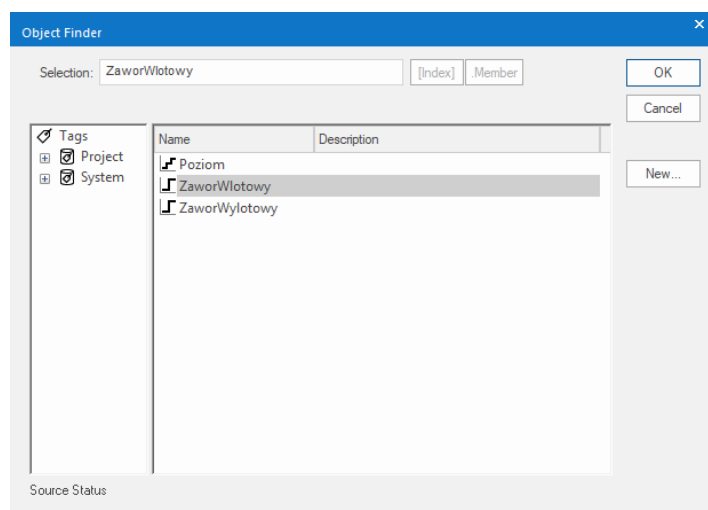 Object Finder
Selection: ZaworWlotowy [Index] .Member OK
Cancel
Tags
Name Description
Project
Poziom
New...
System
ZaworWlotowy
ZaworWylotowy
Source Status